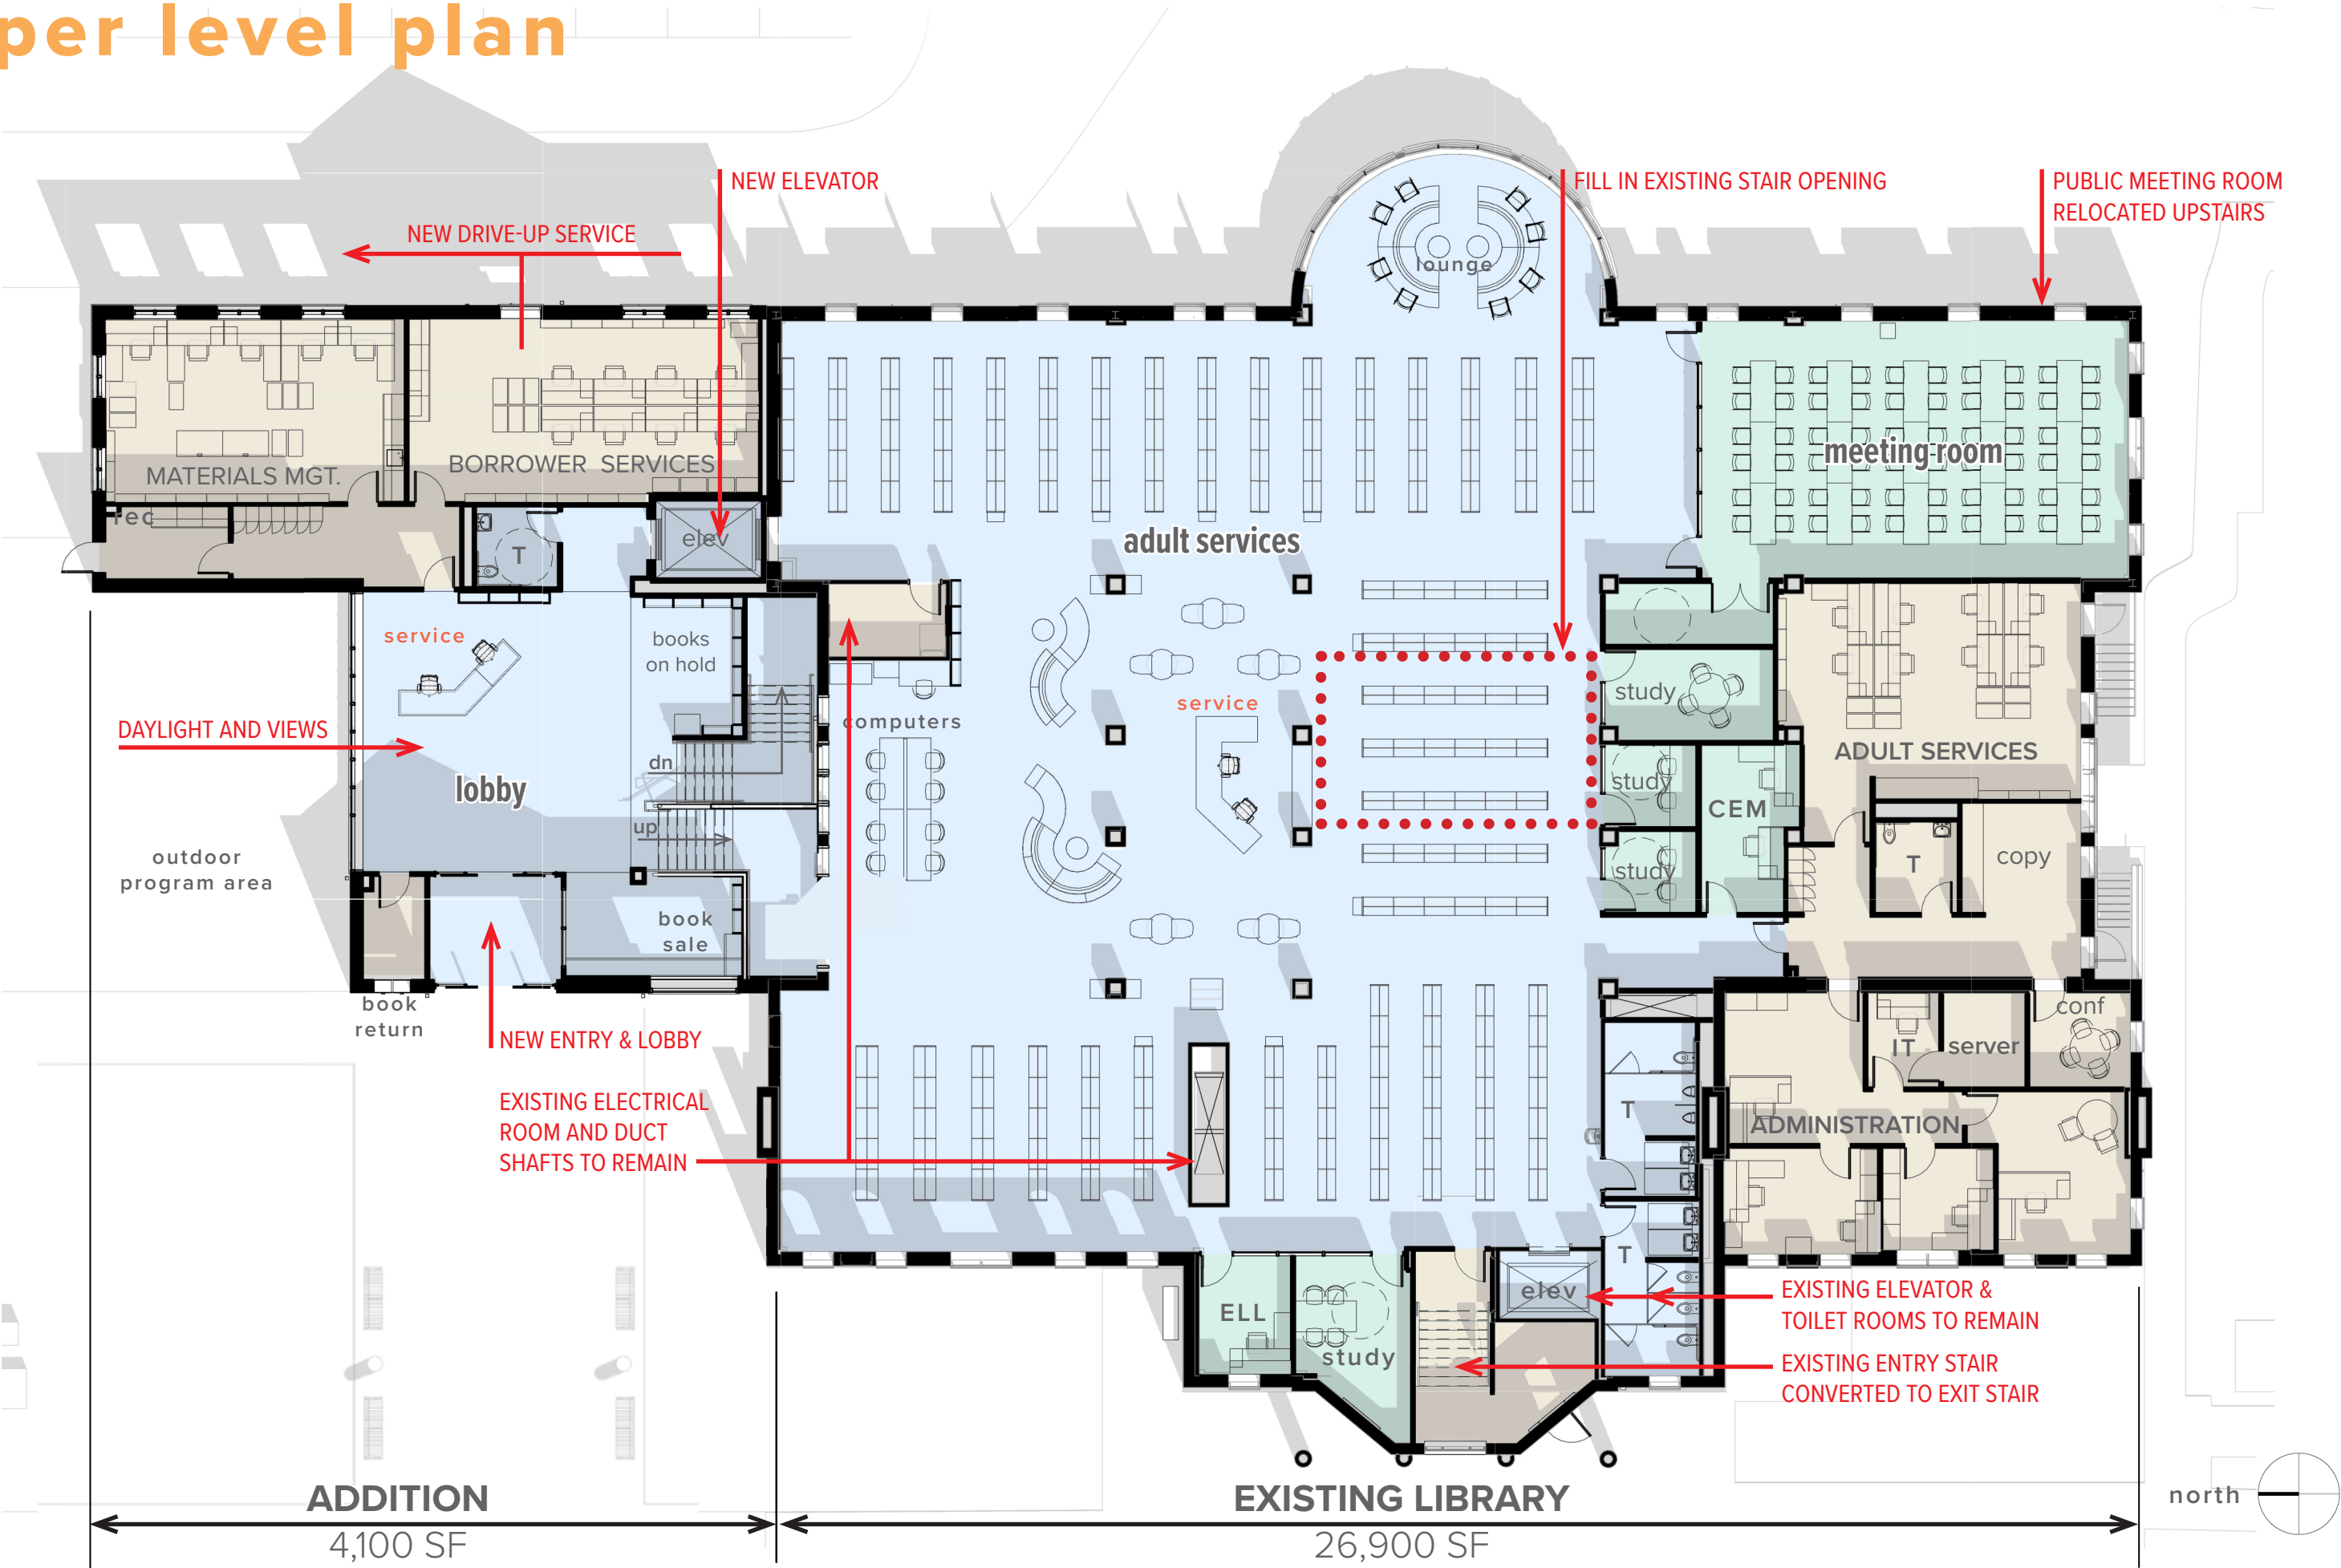 per level plan
NEW ELEVATOR
FILL IN EXISTING STAIR OPENING
PUBLIC MEETING ROOM
RELOCATED UPSTAIRS
NEW DRIVE-UP SERVICE
lounge
MATERIALS MGT.
BORROWER SERVICES
meeting room
rec
T
elev
adult services
service
books
on hold
study
service
computers
DAYLIGHT AND VIEWS
ADULT SERVICES
dn
lobby
study
CEM
up
outdoor
program area
study
T
copy
book
sale
book
return
conf
NEW ENTRY & LOBBY
IT
server
EXISTING ELECTRICAL
ROOM AND DUCT
SHAFTS TO REMAIN
T
ADMINISTRATION
T
elev
EXISTING ELEVATOR &
TOILET ROOMS TO REMAIN
ELL
study
EXISTING ENTRY STAIR
CONVERTED TO EXIT STAIR
ADDITION
4,100 SF
EXISTING LIBRARY
26,900 SF
north